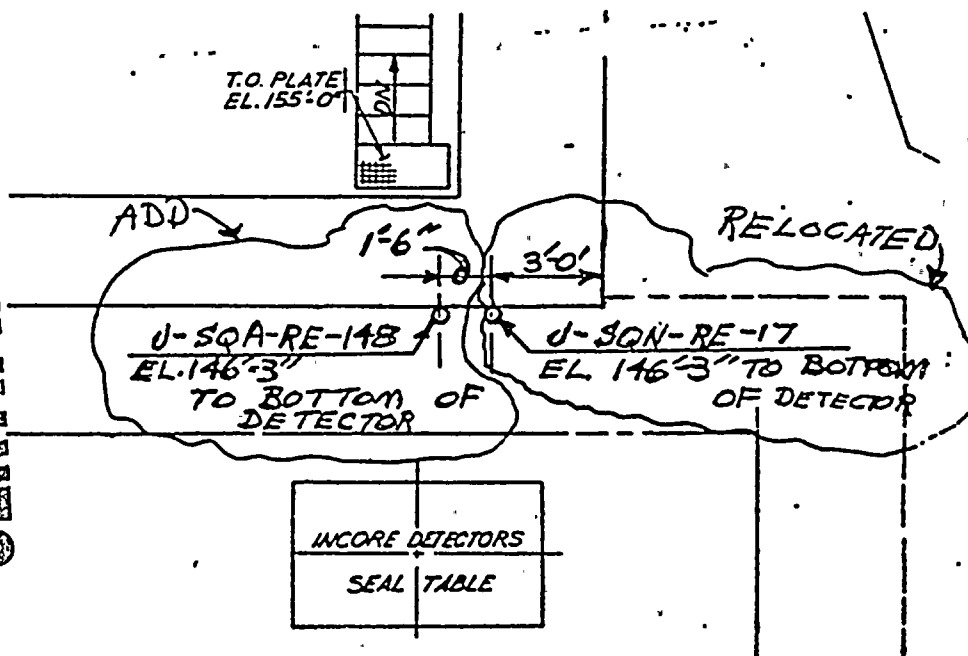 T.O. PLATE
EL. 155'-0"
DN
ADD
RELOCATED
1'-6"
3'-0"
J-SQA-RE-148
EL. 146'-3"
TO BOTTOM OF
DETECTOR
J-SQN-RE-17
EL 146'-3" TO BOTTOM
OF DETECTOR
INCORE DETECTORS
SEAL TABLE